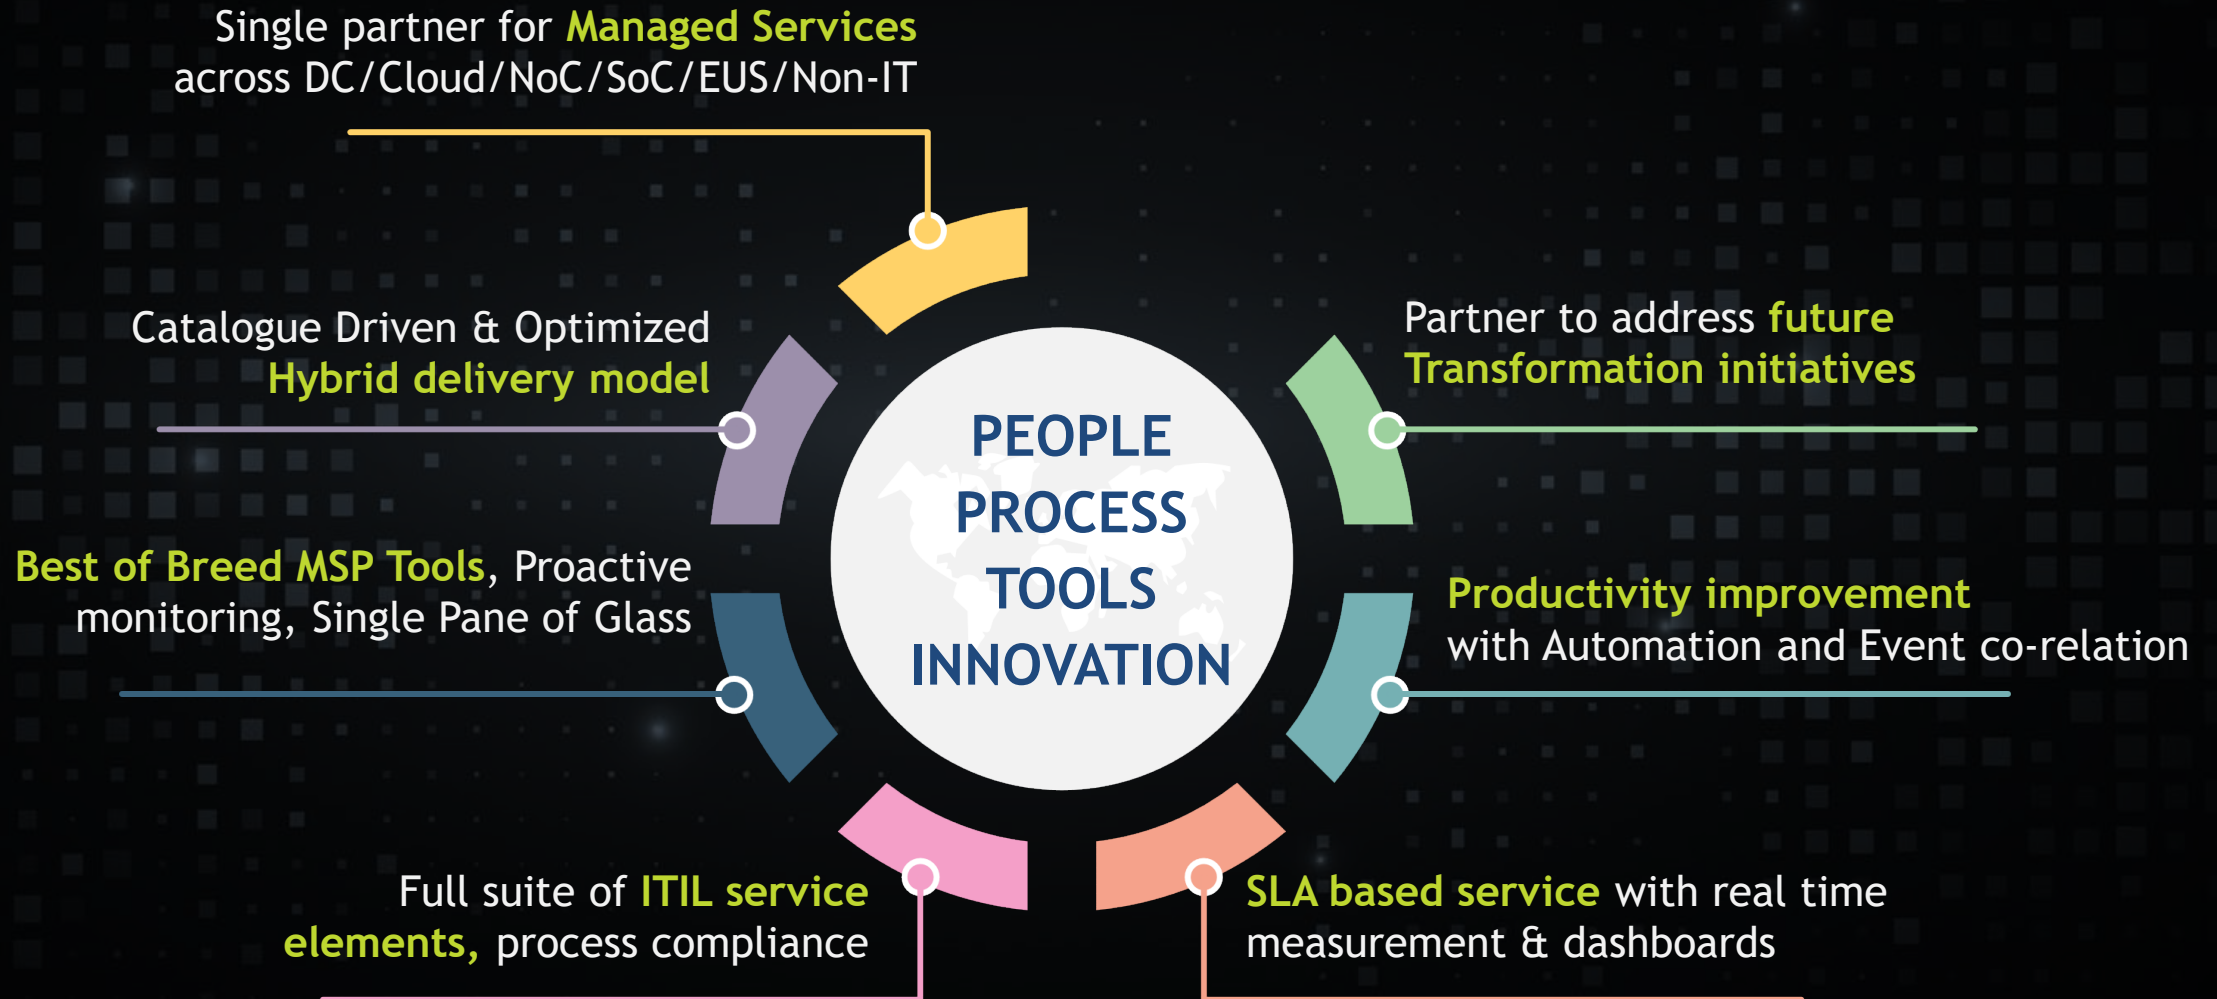 Single partner for Managed Services
across DC/Cloud/NoC/SoC/EUS/Non-IT
Catalogue Driven & Optimized
Hybrid delivery model
Best of Breed MSP Tools, Proactive
monitoring, Single Pane of Glass
Full suite of ITIL service
elements, process compliance
PEOPLE
PROCESS
TOOLS
INNOVATION
Partner to address future
Transformation initiatives
Productivity improvement
with Automation and Event co-relation
SLA based service with real time
measurement & dashboards